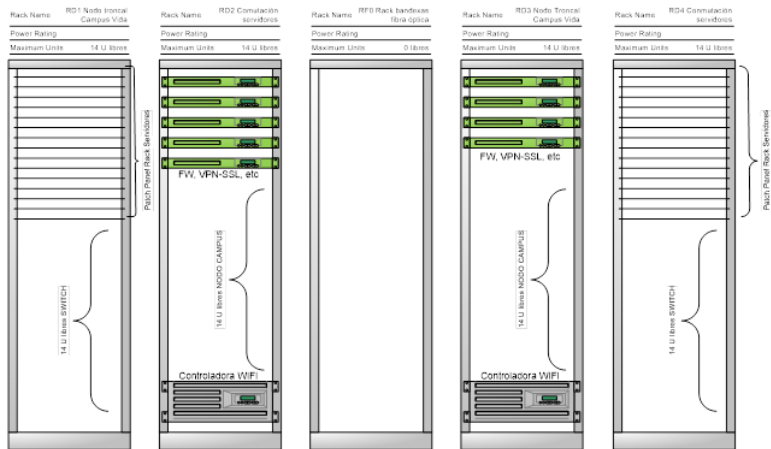 Rack Name RD1 Nodo troncal
Campus Vida
Power Rating
Maximum Units 14 U libres
Patch Panel Rack Servidores
14 U libres SWITCH
Rack Name RD2 Conmutación
servidores
Power Rating
Maximum Units 14 U libres
FW, VPN-SSL, etc
14 U libres NODO CAMPUS
Controladora WIFI
Rack Name RF0 Rack bandexas
fibra óptica
Power Rating
Maximum Units 0 libres
Rack Name RD3 Nodo Troncal
Campus Vida
Power Rating
Maximum Units 14 U libres
FW, VPN-SSL, etc
14 U libres NODO CAMPUS
Controladora WIFI
Rack Name RD4 Conmutación
servidores
Power Rating
Maximum Units 14 U libres
Patch Panel Rack Servidores
14 U libres SWITCH